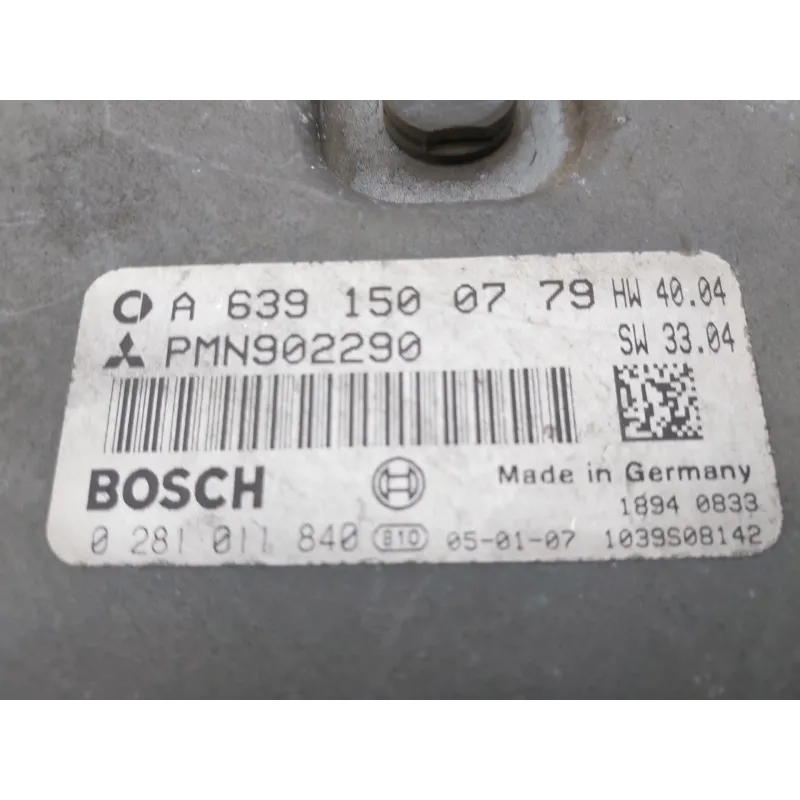 A 639 150 07 79 HW 40.04
PMN902290 SW 33.04
BOSCH Made in Germany
1894 0833
0 281 011 840 810 05-01-07 1039S08142